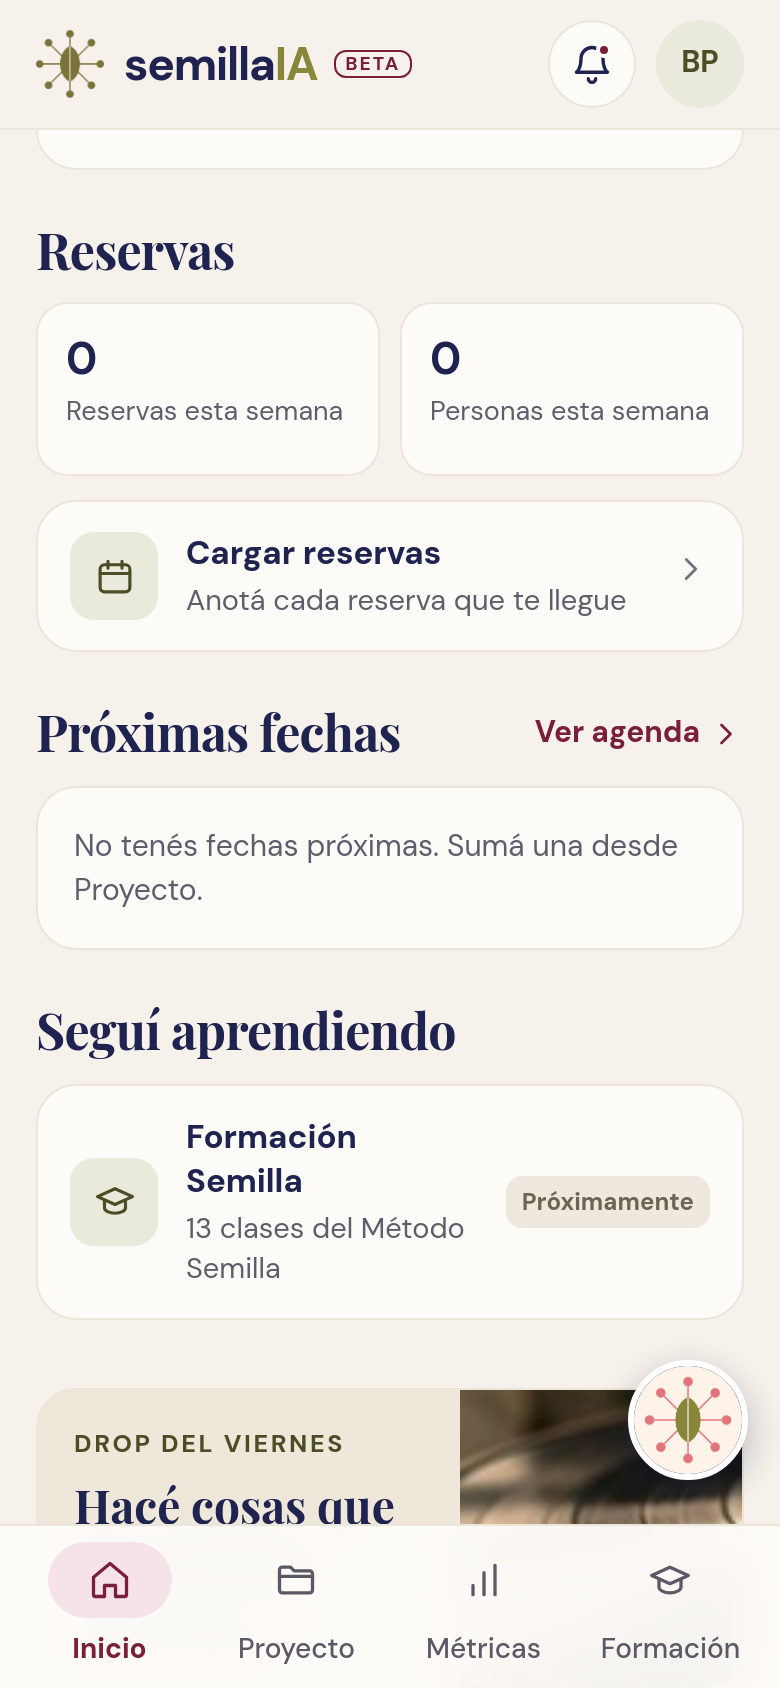 semillaIA BETA BP
Reservas
0
Reservas esta semana
0
Personas esta semana
Cargar reservas
Anotá cada reserva que te llegue
Próximas fechas
Ver agenda
No tenés fechas próximas. Sumá una desde
Proyecto.
Seguí aprendiendo
Formación
Semilla
13 clases del Método
Semilla
Próximamente
DROP DEL VIERNES
Hacé cosas que
Inicio
Proyecto
Métricas
Formación